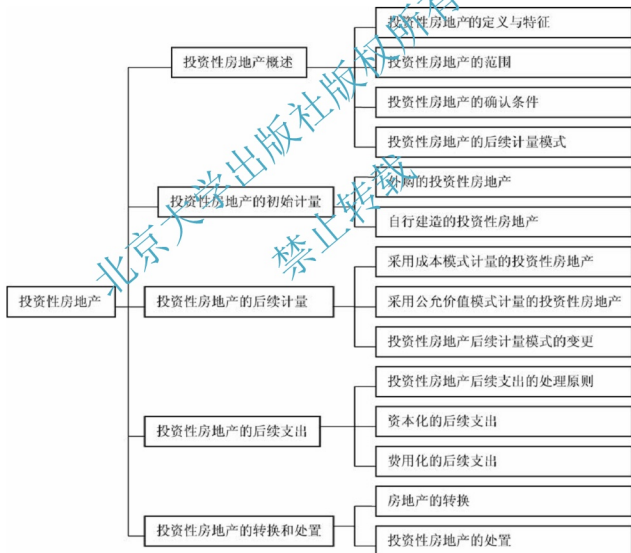 投资性房地产
投资性房地产概述
投资性房地产的定义与特征
投资性房地产的范围
投资性房地产的确认条件
投资性房地产的后续计量模式
投资性房地产的初始计量
外购的投资性房地产
自行建造的投资性房地产
投资性房地产的后续计量
采用成本模式计量的投资性房地产
采用公允价值模式计量的投资性房地产
投资性房地产后续计量模式的变更
投资性房地产的后续支出
投资性房地产后续支出的处理原则
资本化的后续支出
费用化的后续支出
投资性房地产的转换和处置
房地产的转换
投资性房地产的处置
北京大学出版社版权所有
禁止转载